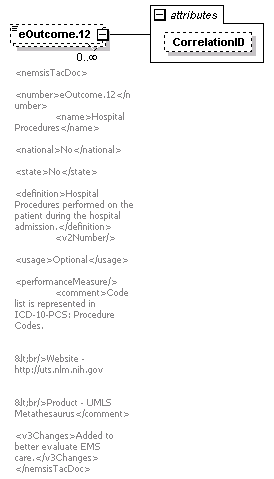 attributes
eOutcome.12
CorrelationID
0..∞
<nemsisTacDoc>
<number>eOutcome.12</n
umber>
<name>Hospital
Procedures</name>
<national>No</national>
<state>No</state>
<definition>Hospital
Procedures performed on the
patient during the hospital
admission.</definition>
<v2Number/>
<usage>Optional</usage>
<performanceMeasure/>
<comment>Code
list is represented in
ICD-10-PCS: Procedure
Codes.
&lt;br/>Website -
http://uts.nlm.nih.gov
&lt;br/>Product - UMLS
Metathesaurus</comment>
<v3Changes>Added to
better evaluate EMS
care.</v3Changes>
</nemsisTacDoc>